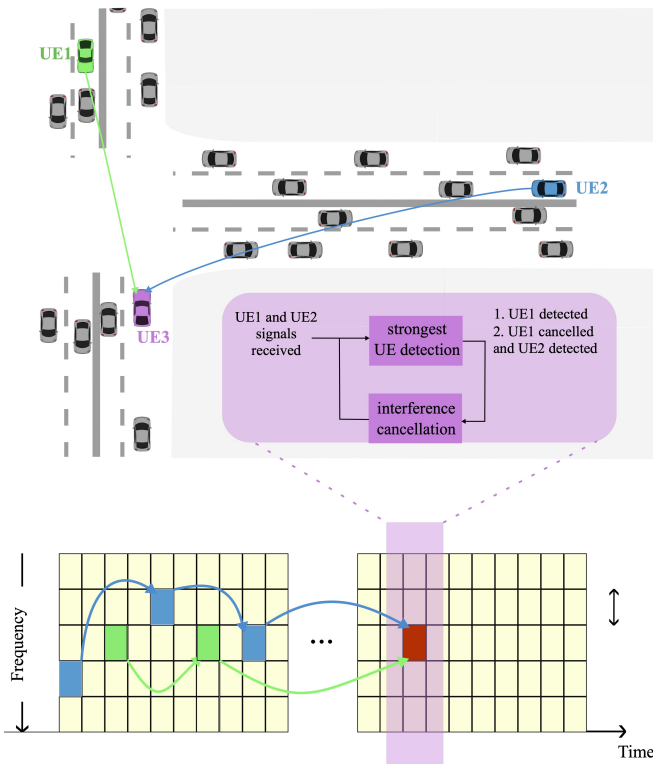 UE1
UE2
UE3
UE1 and UE2
signals
received
strongest
UE detection
1. UE1 detected
2. UE1 cancelled
and UE2 detected
interference
cancellation
Frequency
...
Time